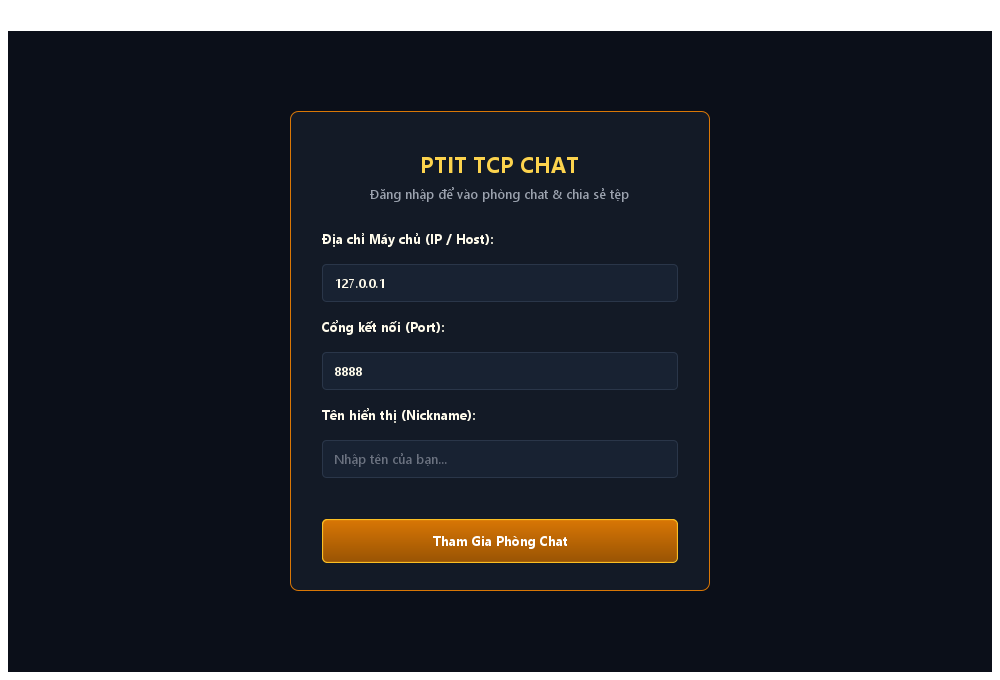 PTIT TCP CHAT
Đăng nhập để vào phòng chat & chia sẻ tệp
Địa chỉ Máy chủ (IP / Host):
127.0.0.1
Cổng kết nối (Port):
8888
Tên hiển thị (Nickname):
Nhập tên của bạn...
Tham Gia Phòng Chat